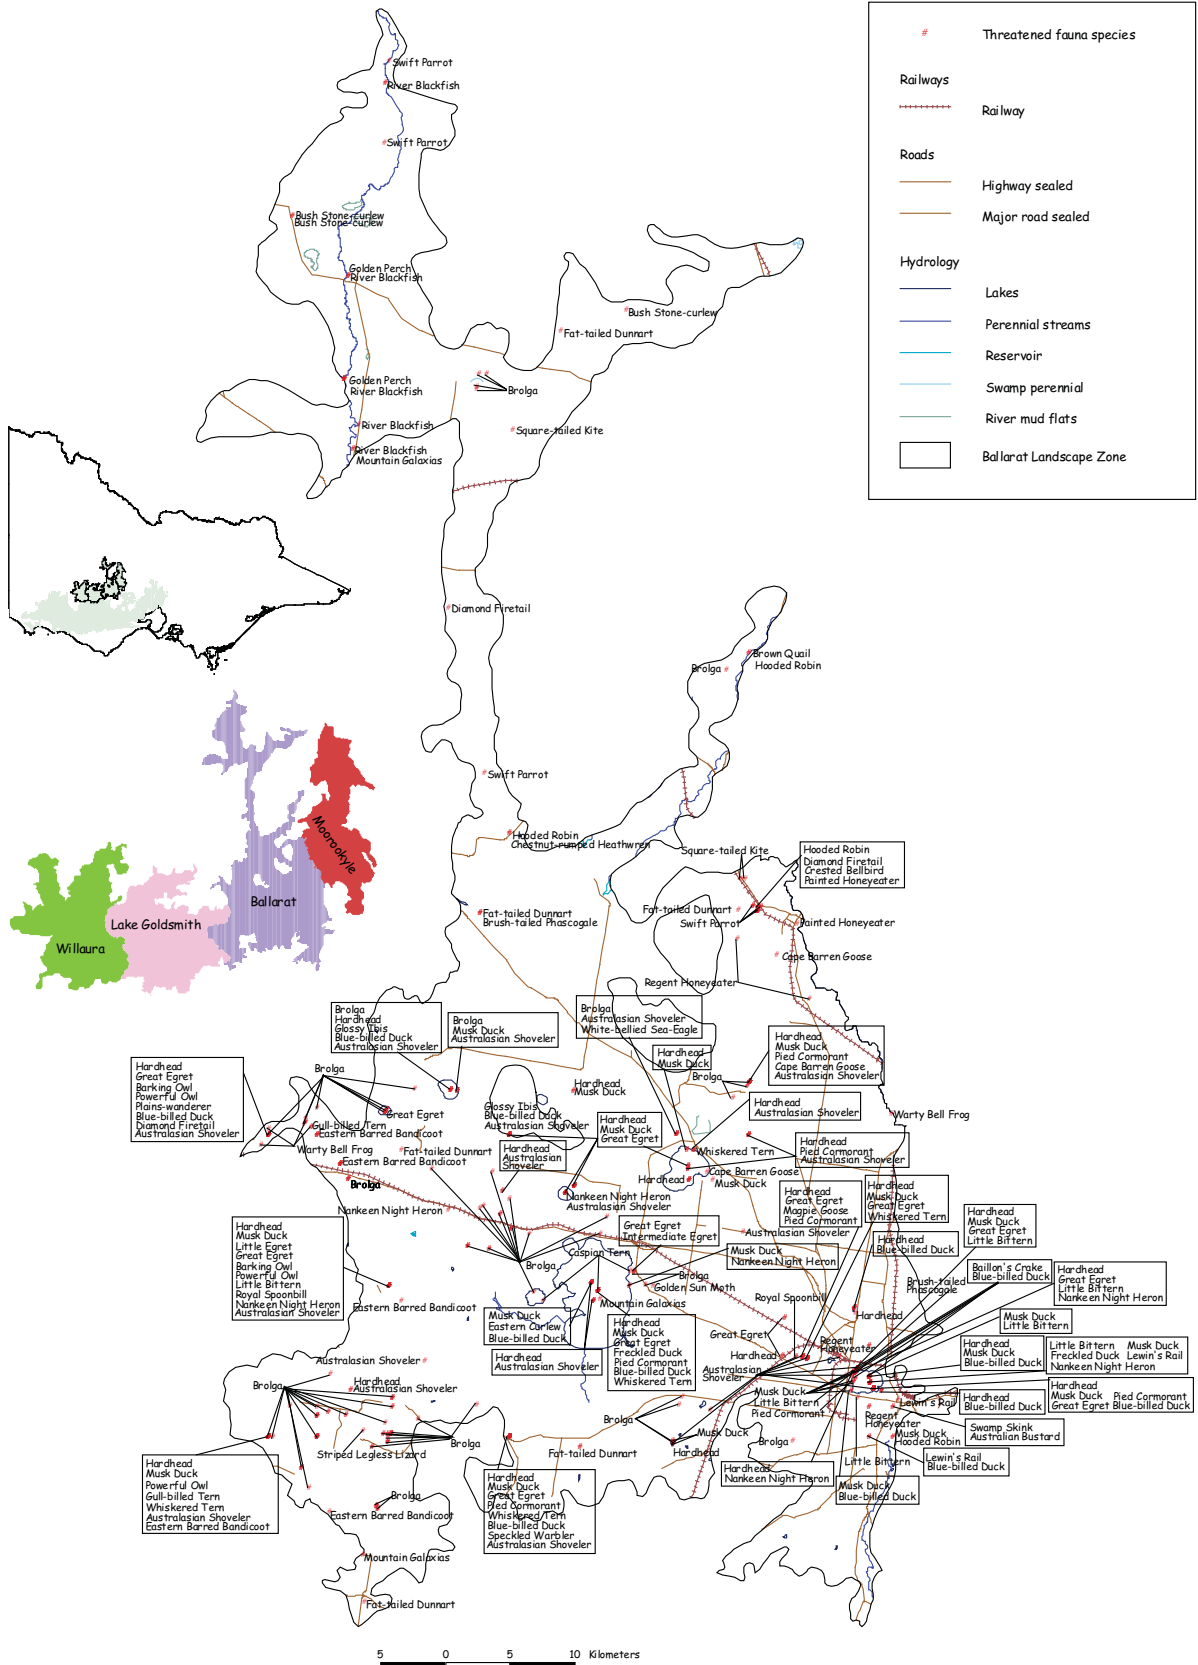 Threatened fauna species
Railways
Railway
Roads
Highway sealed
Major road sealed
Hydrology
Lakes
Perennial streams
Reservoir
Swamp perennial
River mud flats
Ballarat Landscape Zone
Swift Parrot
River Blackfish
Swift Parrot
Bush Stone-curlew
Bush Stone-curlew
Golden Perch
River Blackfish
Bush Stone-curlew
Fat-tailed Dunnart
Golden Perch
River Blackfish
Brolga
River Blackfish
Square-tailed Kite
River Blackfish
Mountain Galaxias
Diamond Firetail
Brown Quail
Hooded Robin
Brolga
Swift Parrot
Hooded Robin
Chestnut-rumped Heathwren
Moorookyle
Ballarat
Lake Goldsmith
Willaura
Square-tailed Kite
Hooded Robin
Diamond Firetail
Crested Bellbird
Painted Honeyeater
Fat-tailed Dunnart
Brush-tailed Phascogale
Fat-tailed Dunnart
Swift Parrot
Painted Honeyeater
Cape Barren Goose
Regent Honeyeater
Brolga
Hardhead
Glossy Ibis
Blue-billed Duck
Australasian Shoveler
Brolga
Musk Duck
Australasian Shoveler
Brolga
Australasian Shoveler
White-bellied Sea-Eagle
Hardhead
Musk Duck
Hardhead
Musk Duck
Pied Cormorant
Cape Barren Goose
Australasian Shoveler
Brolga
Hardhead
Great Egret
Barking Owl
Powerful Owl
Plains-wanderer
Blue-billed Duck
Diamond Firetail
Australasian Shoveler
Brolga
Great Egret
Gull-billed Tern
Eastern Barred Bandicoot
Warty Bell Frog
Fat-tailed Dunnart
Eastern Barred Bandicoot
Brolga
Nankeen Night Heron
Hardhead
Musk Duck
Glossy Ibis
Blue-billed Duck
Australasian Shoveler
Hardhead
Musk Duck
Great Egret
Hardhead
Australasian
Shoveler
Nankeen Night Heron
Australasian Shoveler
Hardhead
Australasian Shoveler
Warty Bell Frog
Whiskered Tern
Hardhead
Pied Cormorant
Australasian Shoveler
Cape Barren Goose
Hardhead
Musk Duck
Hardhead
Great Egret
Magpie Goose
Pied Cormorant
Hardhead
Musk Duck
Great Egret
Whiskered Tern
Hardhead
Musk Duck
Great Egret
Little Bittern
Australasian Shoveler
Hardhead
Blue-billed Duck
Great Egret
Intermediate Egret
Musk Duck
Nankeen Night Heron
Caspian Tern
Brolga
Brolga
Golden Sun Moth
Mountain Galaxias
Hardhead
Musk Duck
Little Egret
Great Egret
Barking Owl
Powerful Owl
Little Bittern
Royal Spoonbill
Nankeen Night Heron
Australasian Shoveler
Eastern Barred Bandicoot
Musk Duck
Eastern Curlew
Blue-billed Duck
Hardhead
Australasian Shoveler
Hardhead
Musk Duck
Great Egret
Freckled Duck
Pied Cormorant
Blue-billed Duck
Whiskered Tern
Baillon's Crake
Blue-billed Duck
Hardhead
Great Egret
Little Bittern
Nankeen Night Heron
Brush-tailed
Phascogale
Royal Spoonbill
Hardhead
Musk Duck
Little Bittern
Great Egret
Regent
Honeyeater
Hardhead
Australasian
Shoveler
Hardhead
Musk Duck
Blue-billed Duck
Little Bittern Musk Duck
Freckled Duck Lewin's Rail
Nankeen Night Heron
Hardhead
Musk Duck Pied Cormorant
Great Egret Blue-billed Duck
Hardhead
Blue-billed Duck
Lewin's Rail
Swamp Skink
Australian Bustard
Musk Duck
Little Bittern
Pied Cormorant
Regent
Honeyeater
Musk Duck
Hooded Robin
Little Bittern
Lewin's Rail
Blue-billed Duck
Brolga
Hardhead
Nankeen Night Heron
Musk Duck
Blue-billed Duck
Australasian Shoveler
Brolga
Hardhead
Australasian Shoveler
Striped Legless Lizard
Brolga
Brolga
Musk Duck
Hardhead
Fat-tailed Dunnart
Hardhead
Musk Duck
Powerful Owl
Gull-billed Tern
Whiskered Tern
Australasian Shoveler
Eastern Barred Bandicoot
Brolga
Eastern Barred Bandicoot
Hardhead
Musk Duck
Great Egret
Pied Cormorant
Whiskered Tern
Blue-billed Duck
Speckled Warbler
Australasian Shoveler
Mountain Galaxias
Fat-tailed Dunnart
5 0 5 10 Kilometers